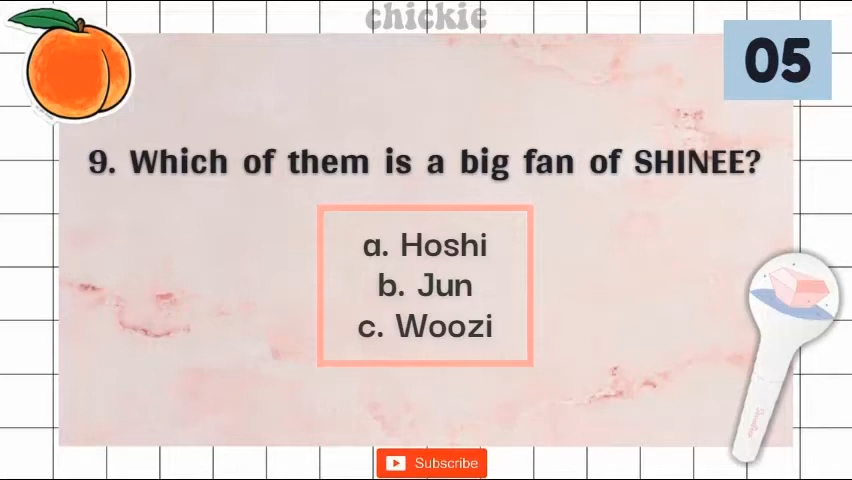 chickie
05
9. Which of them is a big fan of SHINEE?
a. Hoshi
b. Jun
c. Woozi
Subscribe